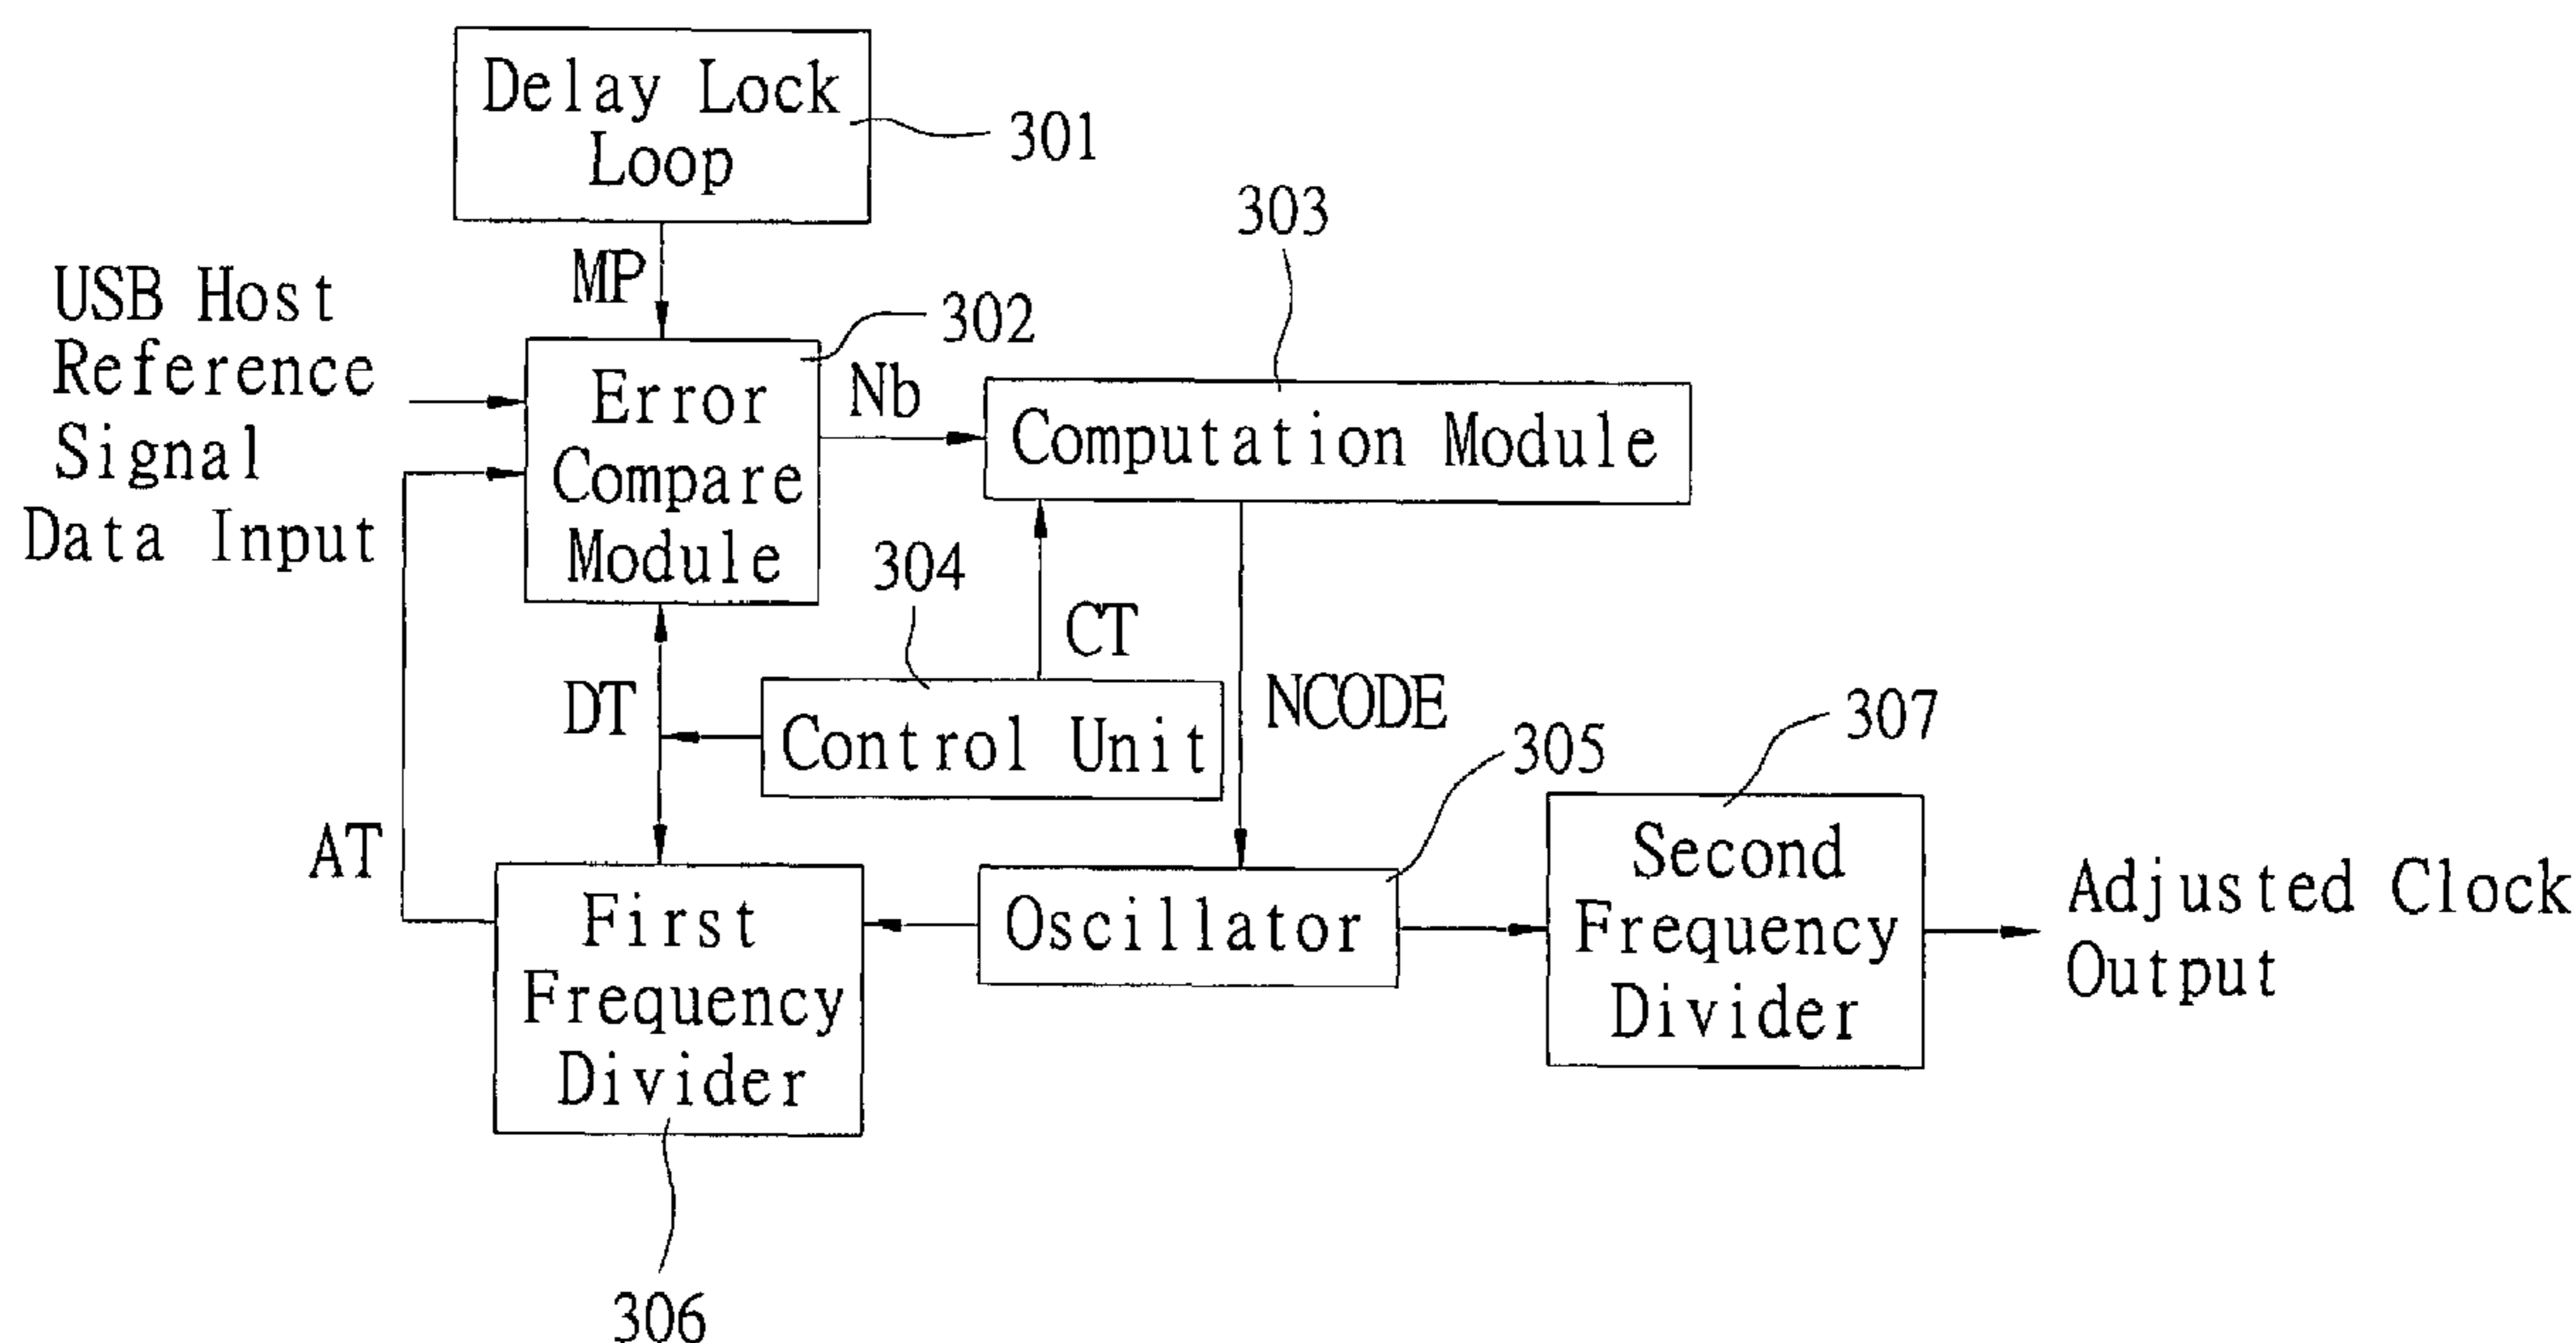 Delay Lock
Loop
301
MP
USB Host
Reference
Signal
Data Input
302
Error
Compare
Module
Nb
303
Computation Module
304
CT
DT
Control Unit
NCODE
305
307
AT
First
Frequency
Divider
306
Oscillator
Second
Frequency
Divider
Adjusted Clock
Output